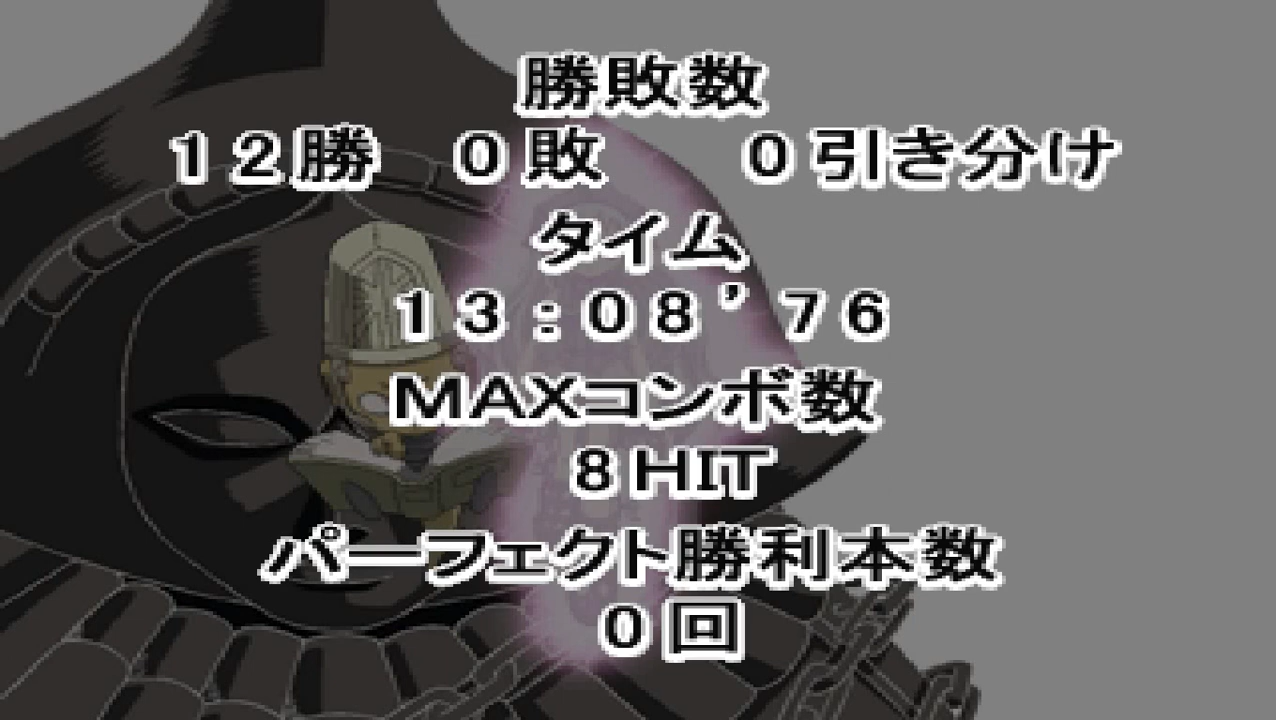 勝敗数
12勝 0敗 0引き分け
タイム
13:08’76
MAXコンボ数
8HIT
パーフェクト勝利本数
0回